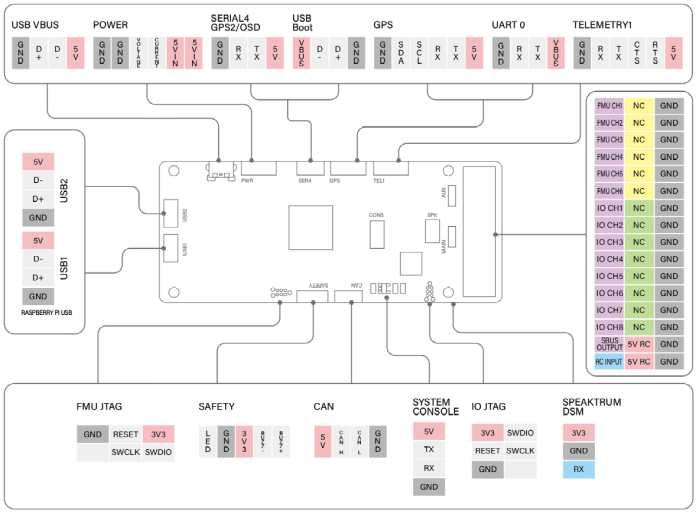 USB VBUS
GND D+ D- 5V
POWER
GND GND VOLTAGE CURRENT 5VIN 5VIN
SERIAL4
GPS2/OSD
GND RX TX 5V
USB
Boot
VBUS D- D+ GND
GPS
GND SDA SCL RX TX 5V
UART 0
GND RX TX VBUS
TELEMETRY1
GND RX TX CTS RTS 5V
5V
D-
D+
GND
USB2
5V
D-
D+
GND
USB1
RASPBERRY PI USB
PWR
SER4
GPS
TEL1
USB2
USB1
CONS
SPK
AUX
MAIN
SAFETY
CAN
FMU CH1 NC GND
FMU CH2 NC GND
FMU CH3 NC GND
FMU CH4 NC GND
FMU CH5 NC GND
FMU CH6 NC GND
IO CH1 NC GND
IO CH2 NC GND
IO CH3 NC GND
IO CH4 NC GND
IO CH5 NC GND
IO CH6 NC GND
IO CH7 NC GND
IO CH8 NC GND
SBUS OUTPUT 5V RC GND
RC INPUT 5V RC GND
FMU JTAG
GND RESET 3V3
SWCLK SWDIO
SAFETY
LED GND 3V3 BUZZ- BUZZ+
CAN
5V CAN H CAN L GND
SYSTEM
CONSOLE
5V
TX
RX
GND
IO JTAG
3V3 SWDIO
RESET SWCLK
GND
SPEAKTRUM
DSM
3V3
GND
RX